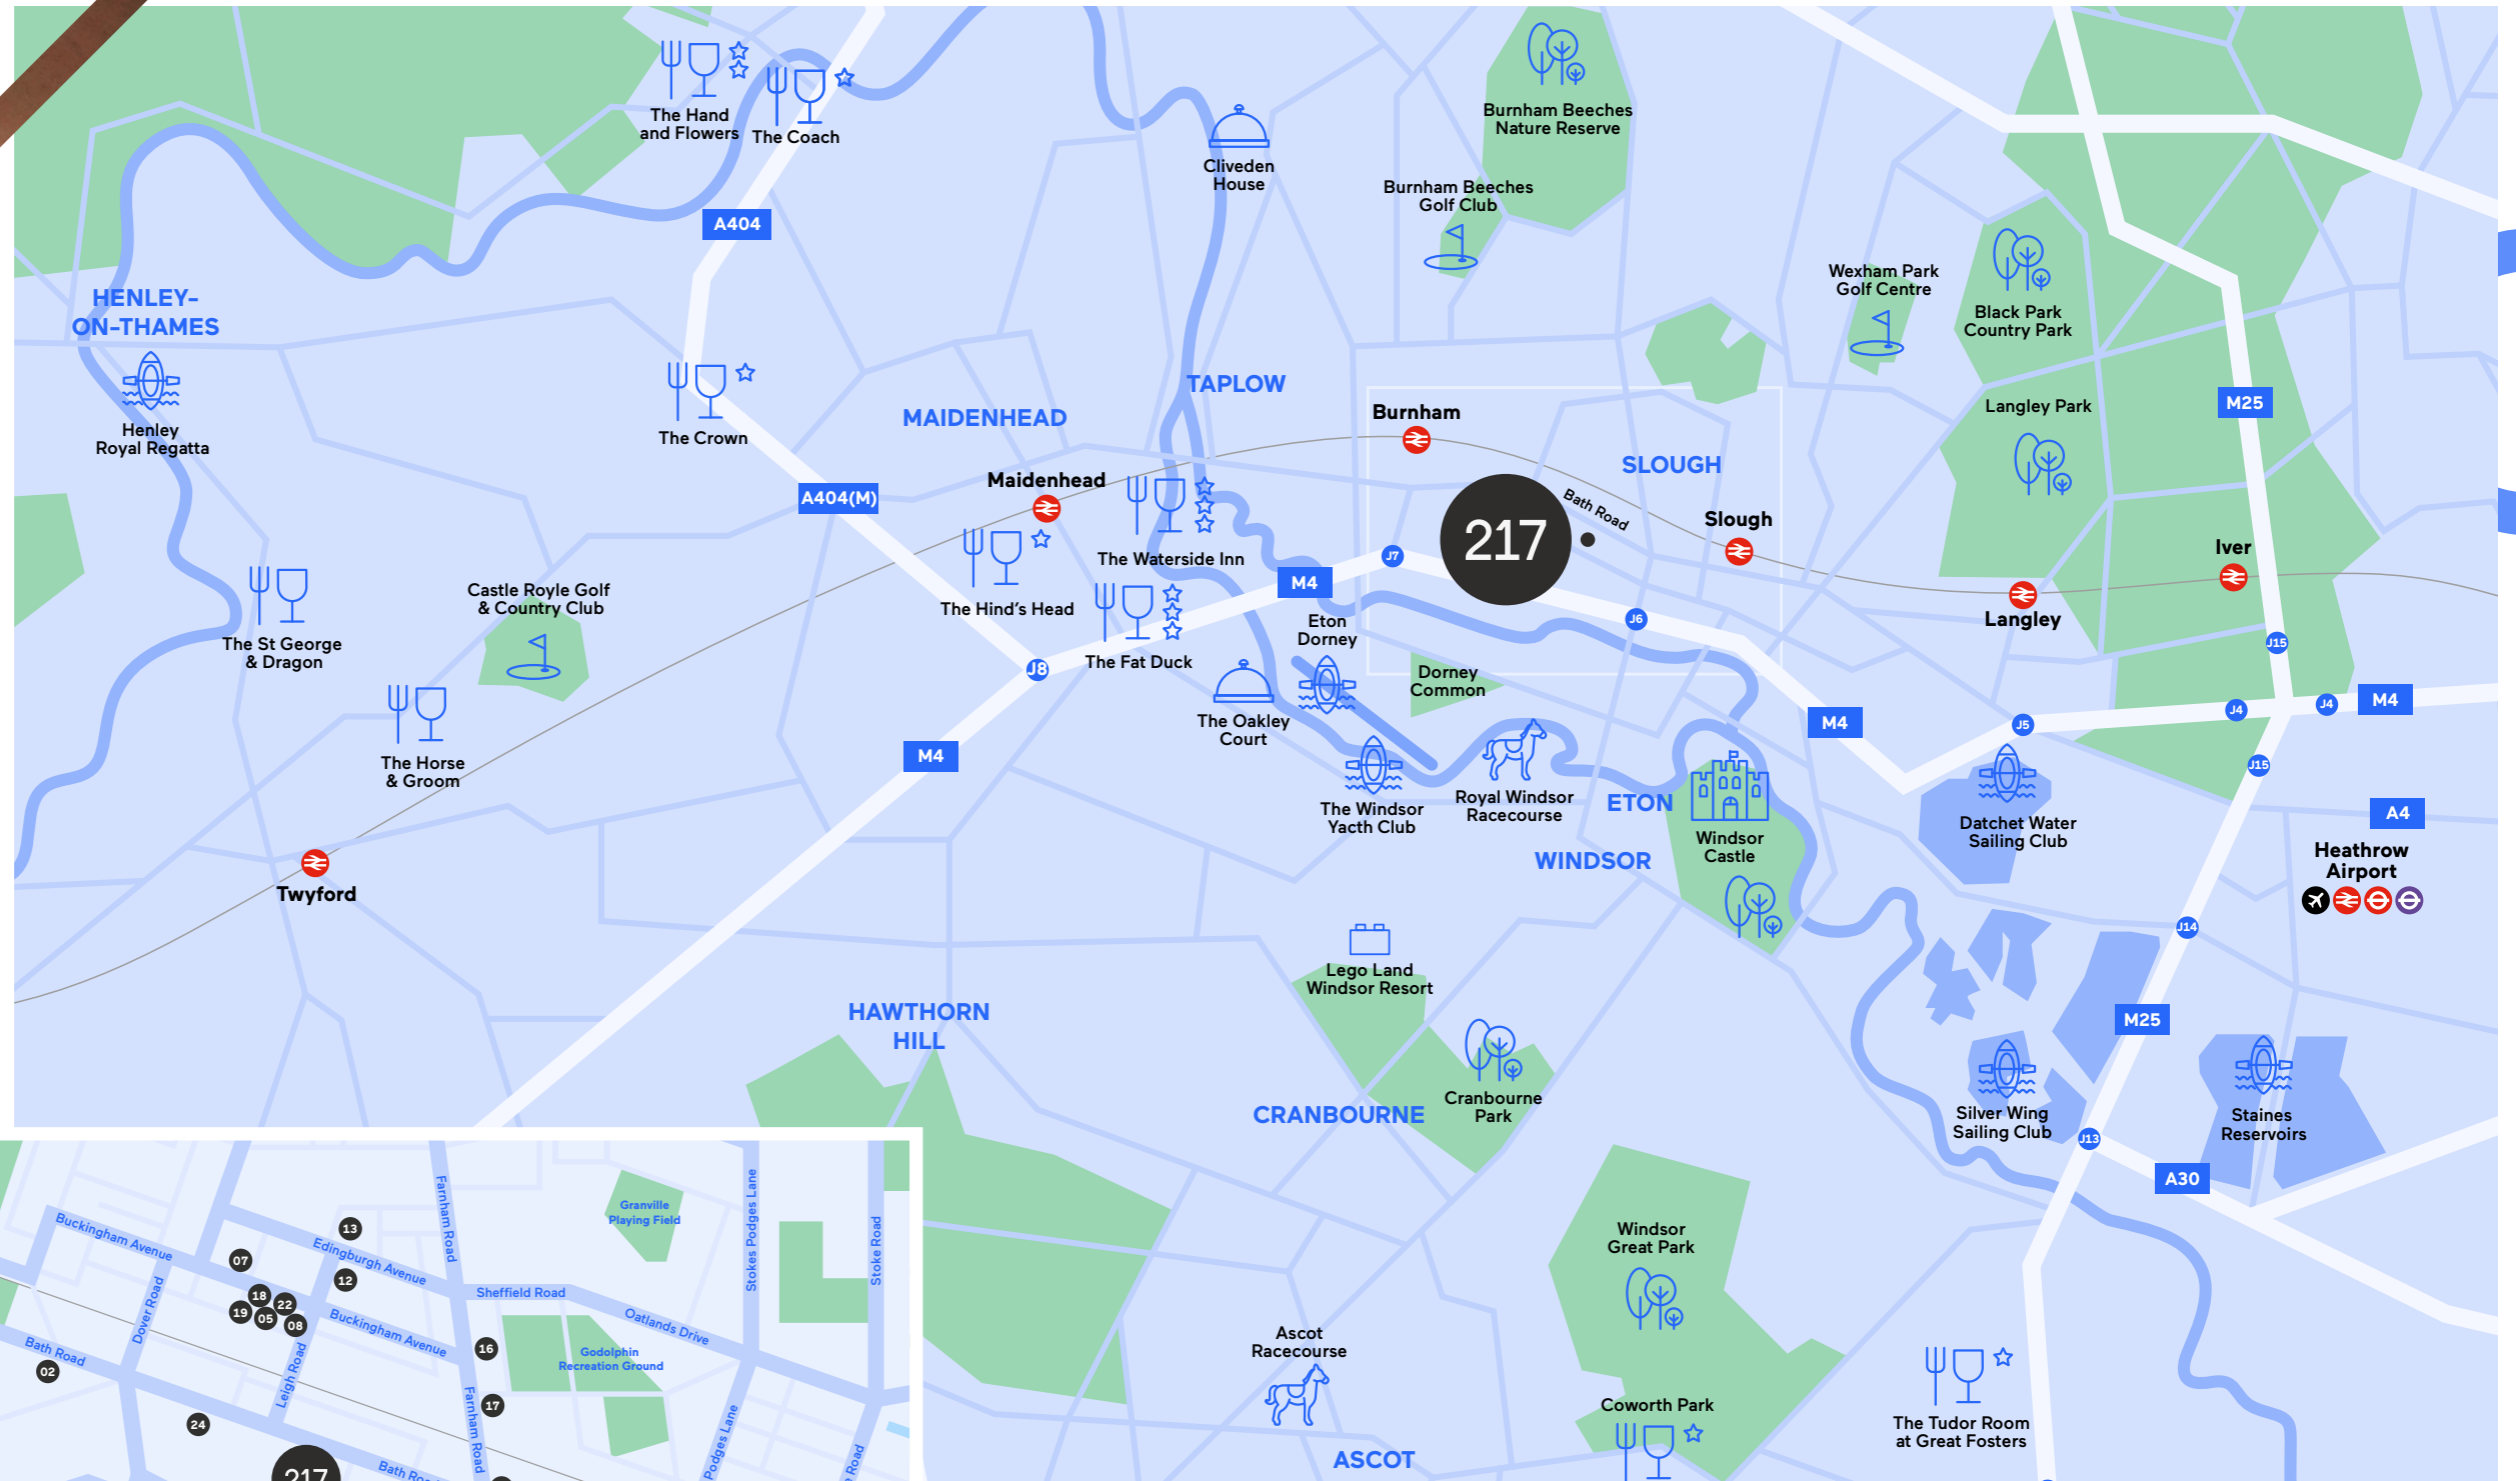 The Hand
and Flowers
The Coach
Cliveden
House
Burnham Beeches
Nature Reserve
Burnham Beeches
Golf Club
A404
Wexham Park
Golf Centre
Black Park
Country Park
HENLEY-
ON-THAMES
Henley
Royal Regatta
The Crown
MAIDENHEAD
TAPLOW
Burnham
SLOUGH
Langley Park
M25
A404(M)
Maidenhead
The Waterside Inn
The Hind's Head
The Fat Duck
Bath Road
217
Slough
J7
M4
J6
Iver
Langley
J15
Castle Royle Golf
& Country Club
The St George
& Dragon
The Horse
& Groom
J8
Eton
Dorney
Dorney
Common
The Oakley
Court
M4
M4
J5
J4
J4
M4
J15
The Windsor
Yacth Club
Royal Windsor
Racecourse
ETON
WINDSOR
Windsor
Castle
Datchet Water
Sailing Club
A4
Heathrow
Airport
Twyford
Lego Land
Windsor Resort
J14
M25
HAWTHORN
HILL
CRANBOURNE
Cranbourne
Park
Silver Wing
Sailing Club
Staines
Reservoirs
J13
A30
Windsor
Great Park
Ascot
Racecourse
Coworth Park
ASCOT
The Tudor Room
at Great Fosters
Buckingham Avenue
Edingburgh Avenue
Farnham Road
Granville
Playing Field
Stokes Podges Lane
Stoke Road
13
07
12
18
22
19
05
08
Dover Road
Sheffield Road
Oatlands Drive
Buckingham Avenue
Bath Road
02
Leigh Road
16
Godolphin
Recreation Ground
17
24
Farnham Road
Podges Lane
Road
217
Bath Roa